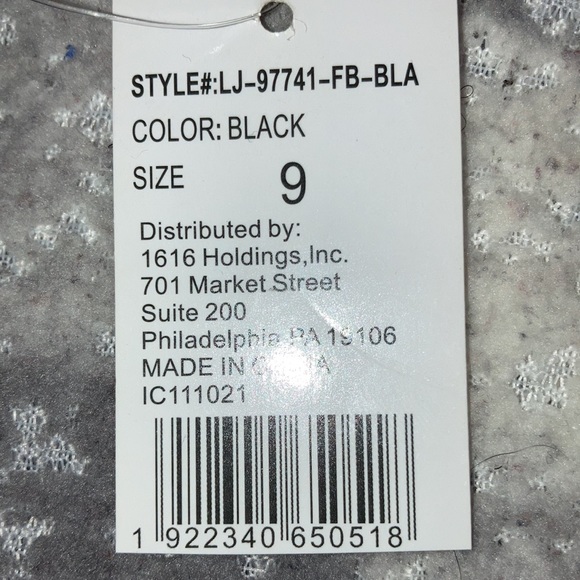 STYLE#:LJ-97741-FB-BLA
COLOR: BLACK
SIZE 9
Distributed by:
1616 Holdings,Inc.
701 Market Street
Suite 200
Philadelphia PA 19106
MADE IN
IC111021
1 922340 650518